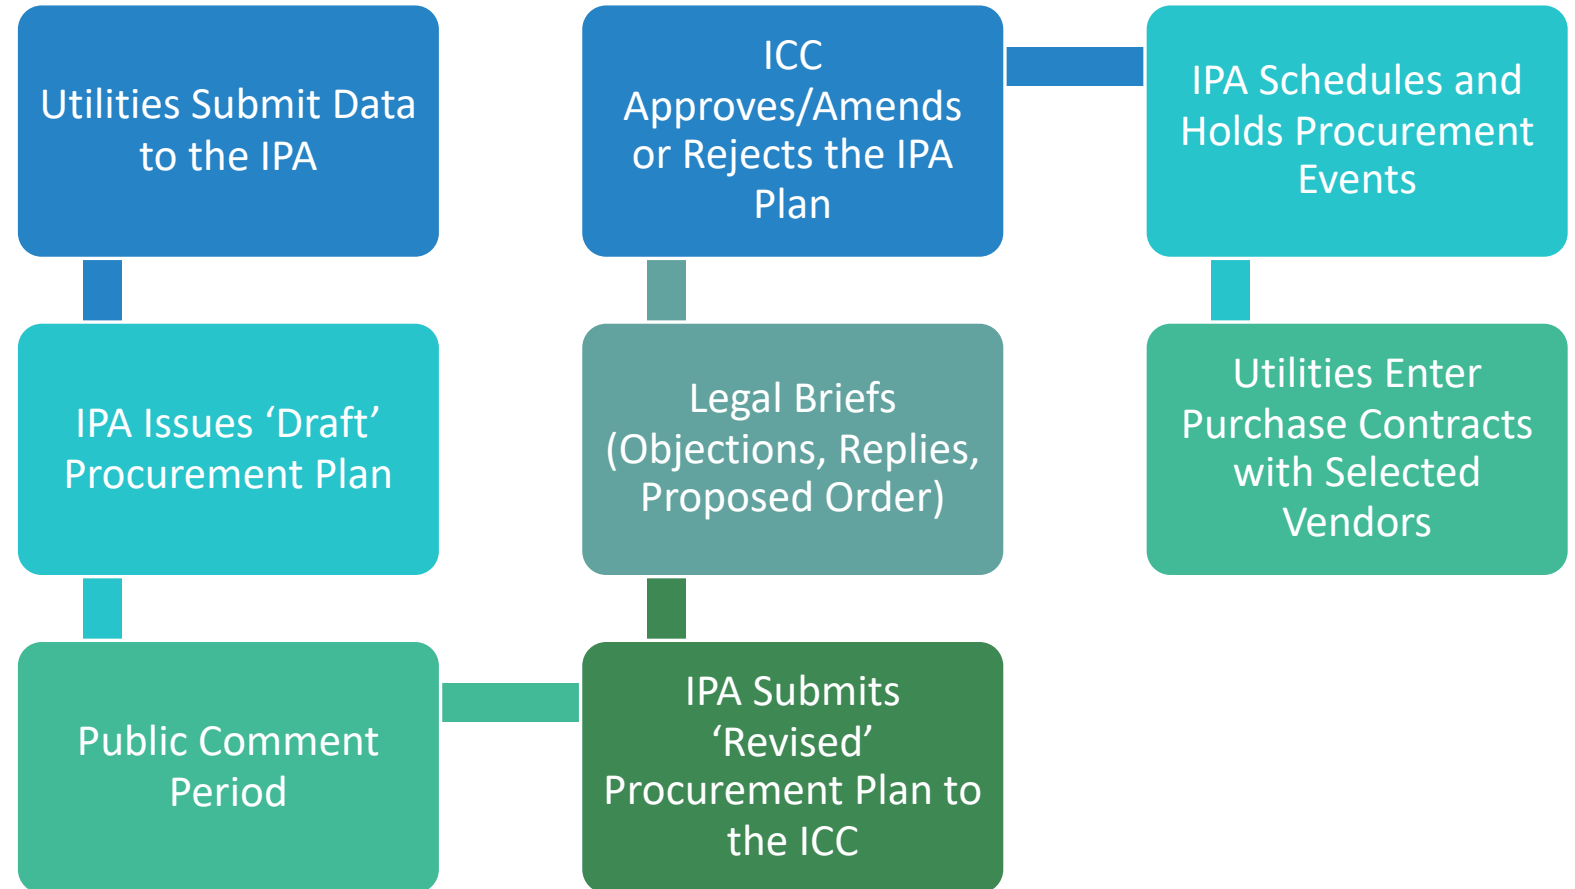 Utilities Submit Data
to the IPA
IPA Issues ‘Draft’
Procurement Plan
Public Comment
Period
IPA Submits
‘Revised’
Procurement Plan to
the ICC
Legal Briefs
(Objections, Replies,
Proposed Order)
ICC
Approves/Amends
or Rejects the IPA
Plan
IPA Schedules and
Holds Procurement
Events
Utilities Enter
Purchase Contracts
with Selected
Vendors